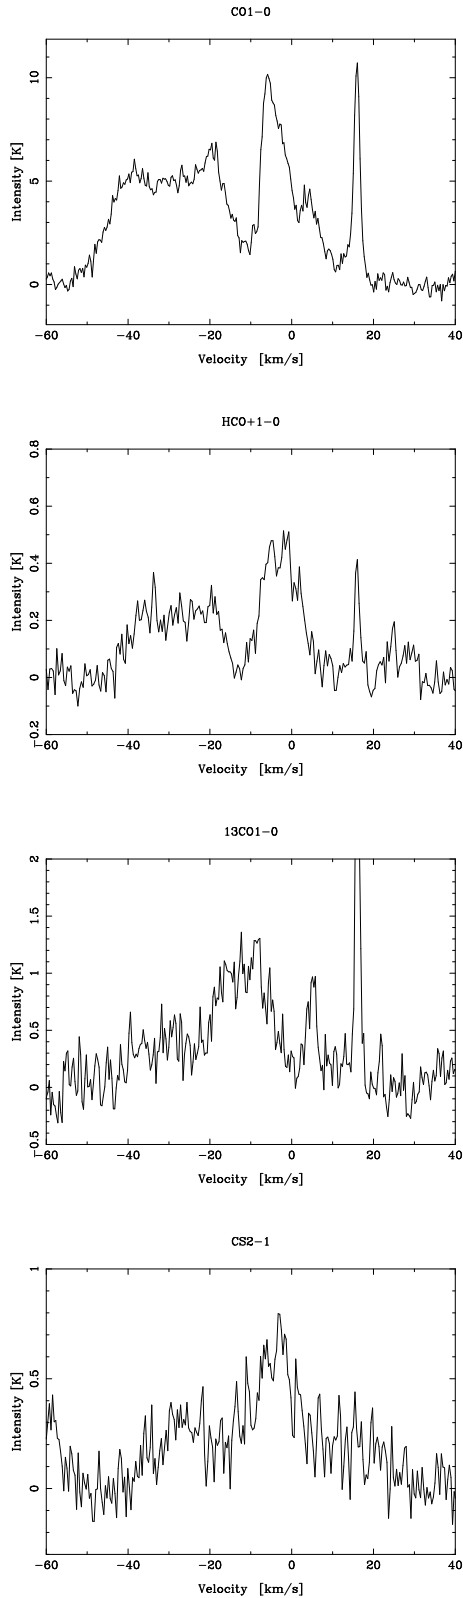 CO1-0
10
5
0
Intensity [K]
-60 -40 -20 0 20 40
Velocity [km/s]
HCO+1-0
0.8
0.6
0.4
0.2
0
-0.2
Intensity [K]
-60 -40 -20 0 20 40
Velocity [km/s]
13CO1-0
2
1.5
1
0.5
0
-0.5
Intensity [K]
-60 -40 -20 0 20 40
Velocity [km/s]
CS2-1
1
0.5
0
Intensity [K]
-60 -40 -20 0 20 40
Velocity [km/s]